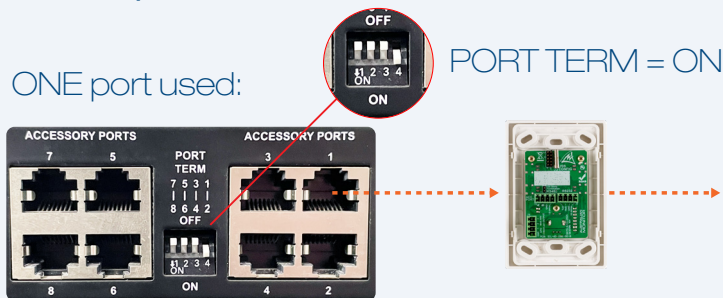 OFF
1 2 3 4
ON
ON
PORT TERM = ON
ONE port used:
ACCESSORY PORTS
7 5
PORT
TERM
7 5 3 1
8 6 4 2
OFF
1 2 3 4
ON
ON
8 6
ACCESSORY PORTS
3 1
4 2